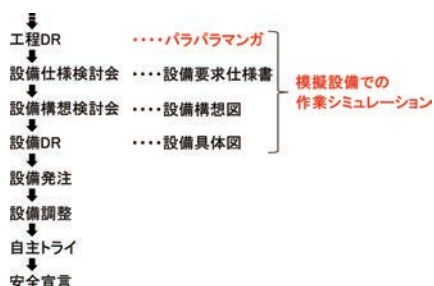 工程DR ････パラパラマンガ
設備仕様検討会 ････設備要求仕様書
設備構想検討会 ････設備構想図
設備DR ････設備具体図
模擬設備での
作業シミュレーション
設備発注
設備調整
自主トライ
安全宣言